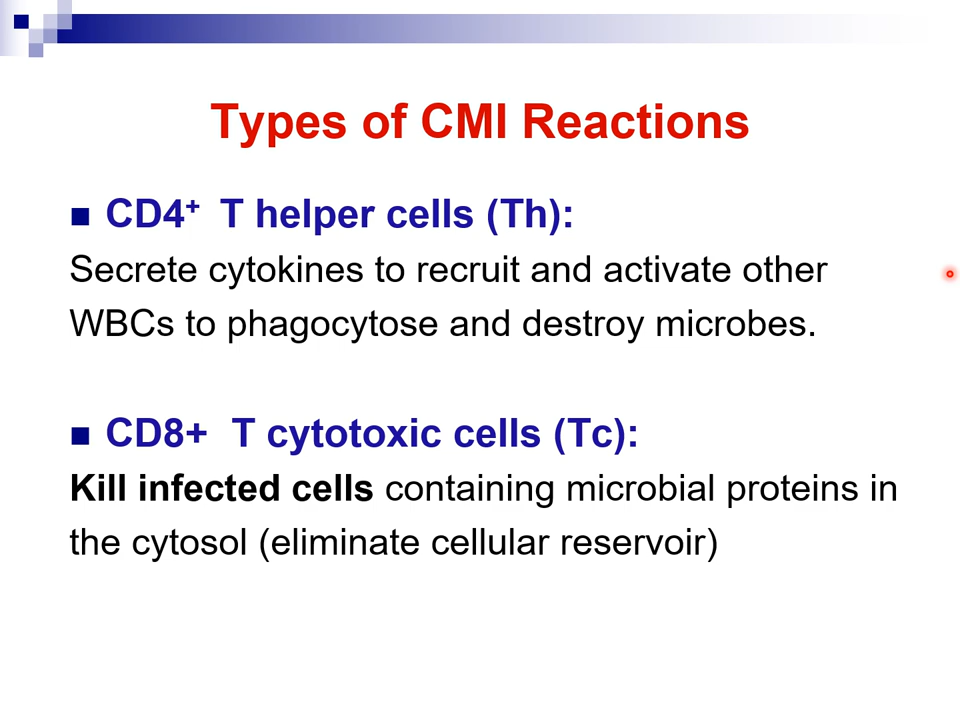 Types of CMI Reactions
CD4⁺ T helper cells (Th):
Secrete cytokines to recruit and activate other
WBCs to phagocytose and destroy microbes.
CD8+ T cytotoxic cells (Tc):
Kill infected cells containing microbial proteins in
the cytosol (eliminate cellular reservoir)